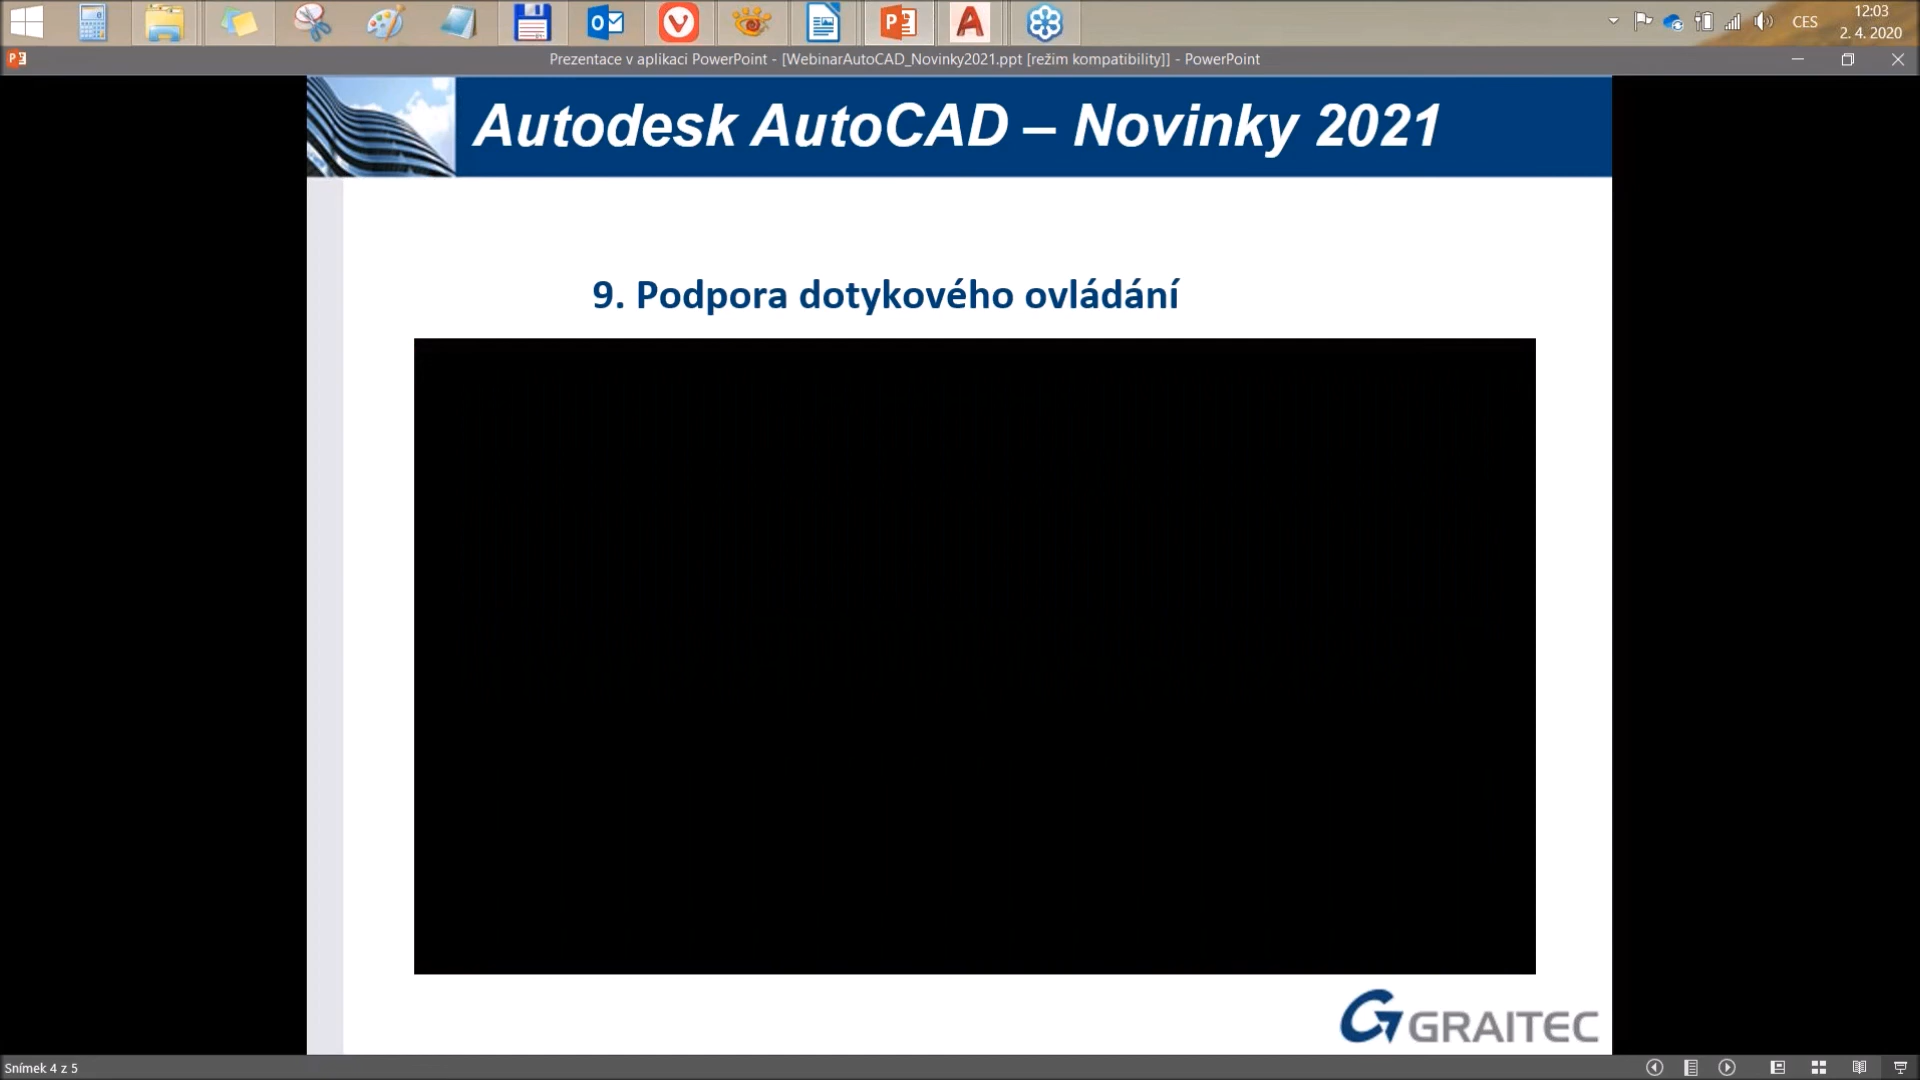 CES
12:03
2. 4. 2020
Prezentace v aplikaci PowerPoint - [WebinarAutoCAD_Novinky2021.ppt [režim kompatibility]] - PowerPoint
Autodesk AutoCAD – Novinky 2021
9. Podpora dotykového ovládání
GRAITEC
Snímek 4 z 5